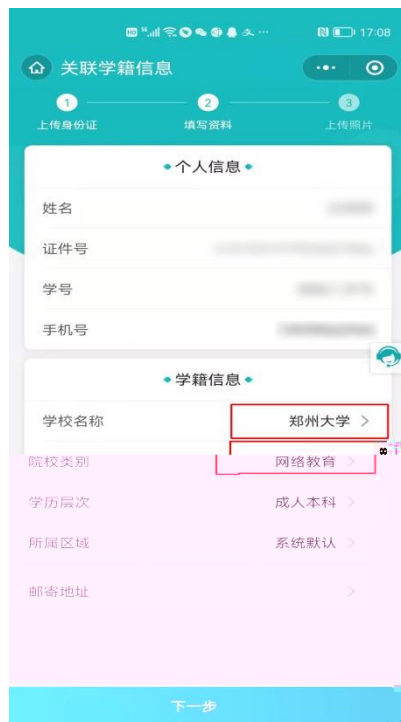 HD 5G 17:08
关联学籍信息
1 2 3
上传身份证 填写资料 上传照片
个人信息
姓名
证件号
学号
手机号
学籍信息
学校名称 郑州大学 >
院校类别 网络教育 >
学历层次 成人本科 >
所属区域 系统默认 >
邮寄地址 >
下一步